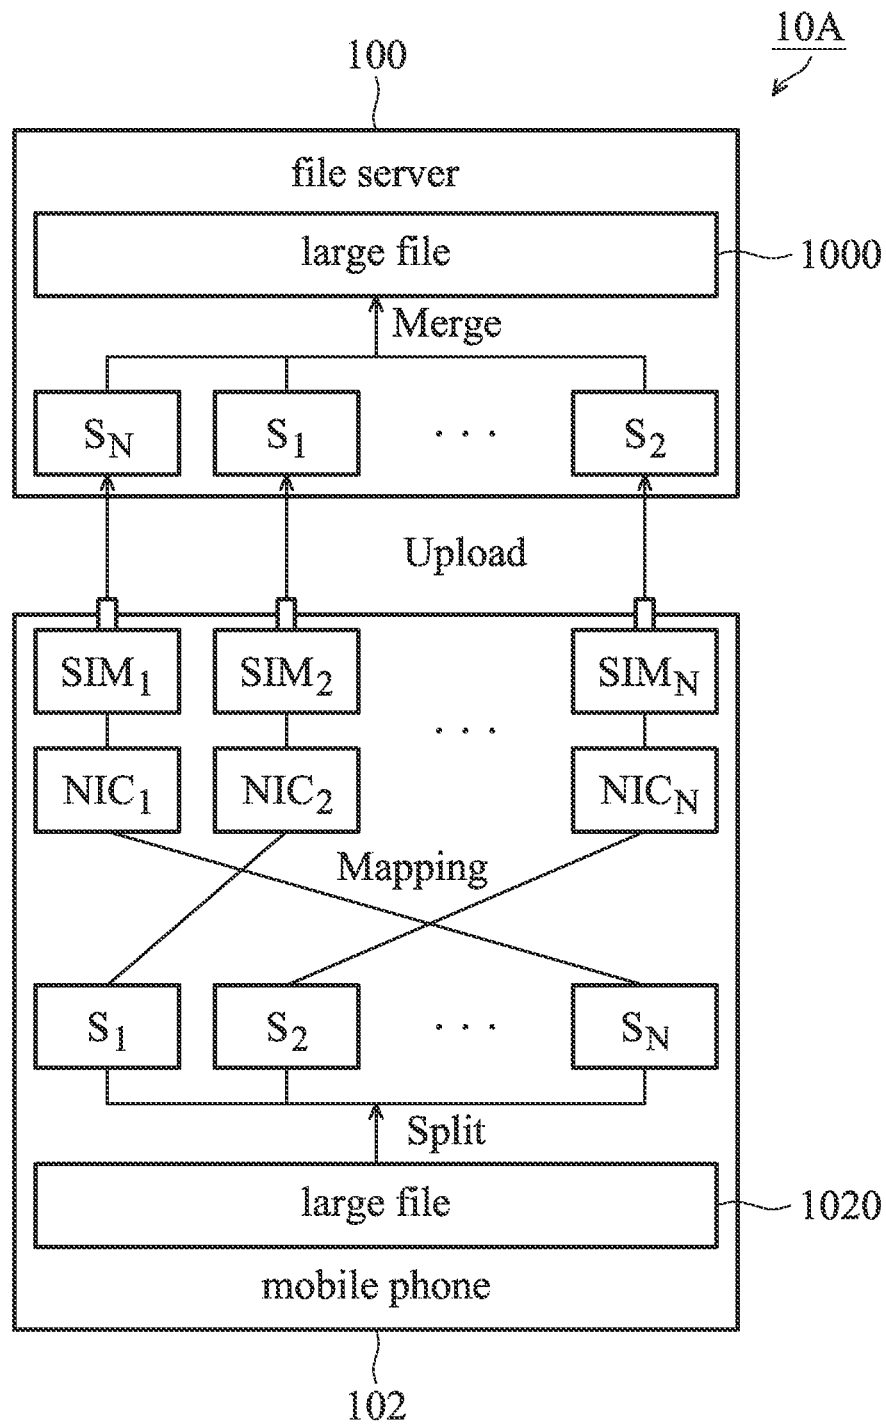 10A
100
file server
large file
1000
Merge
S_N S_1 . . . S_2
Upload
SIM_1 SIM_2 SIM_N
. . .
NIC_1 NIC_2 NIC_N
Mapping
S_1 S_2 . . . S_N
Split
large file
1020
mobile phone
102